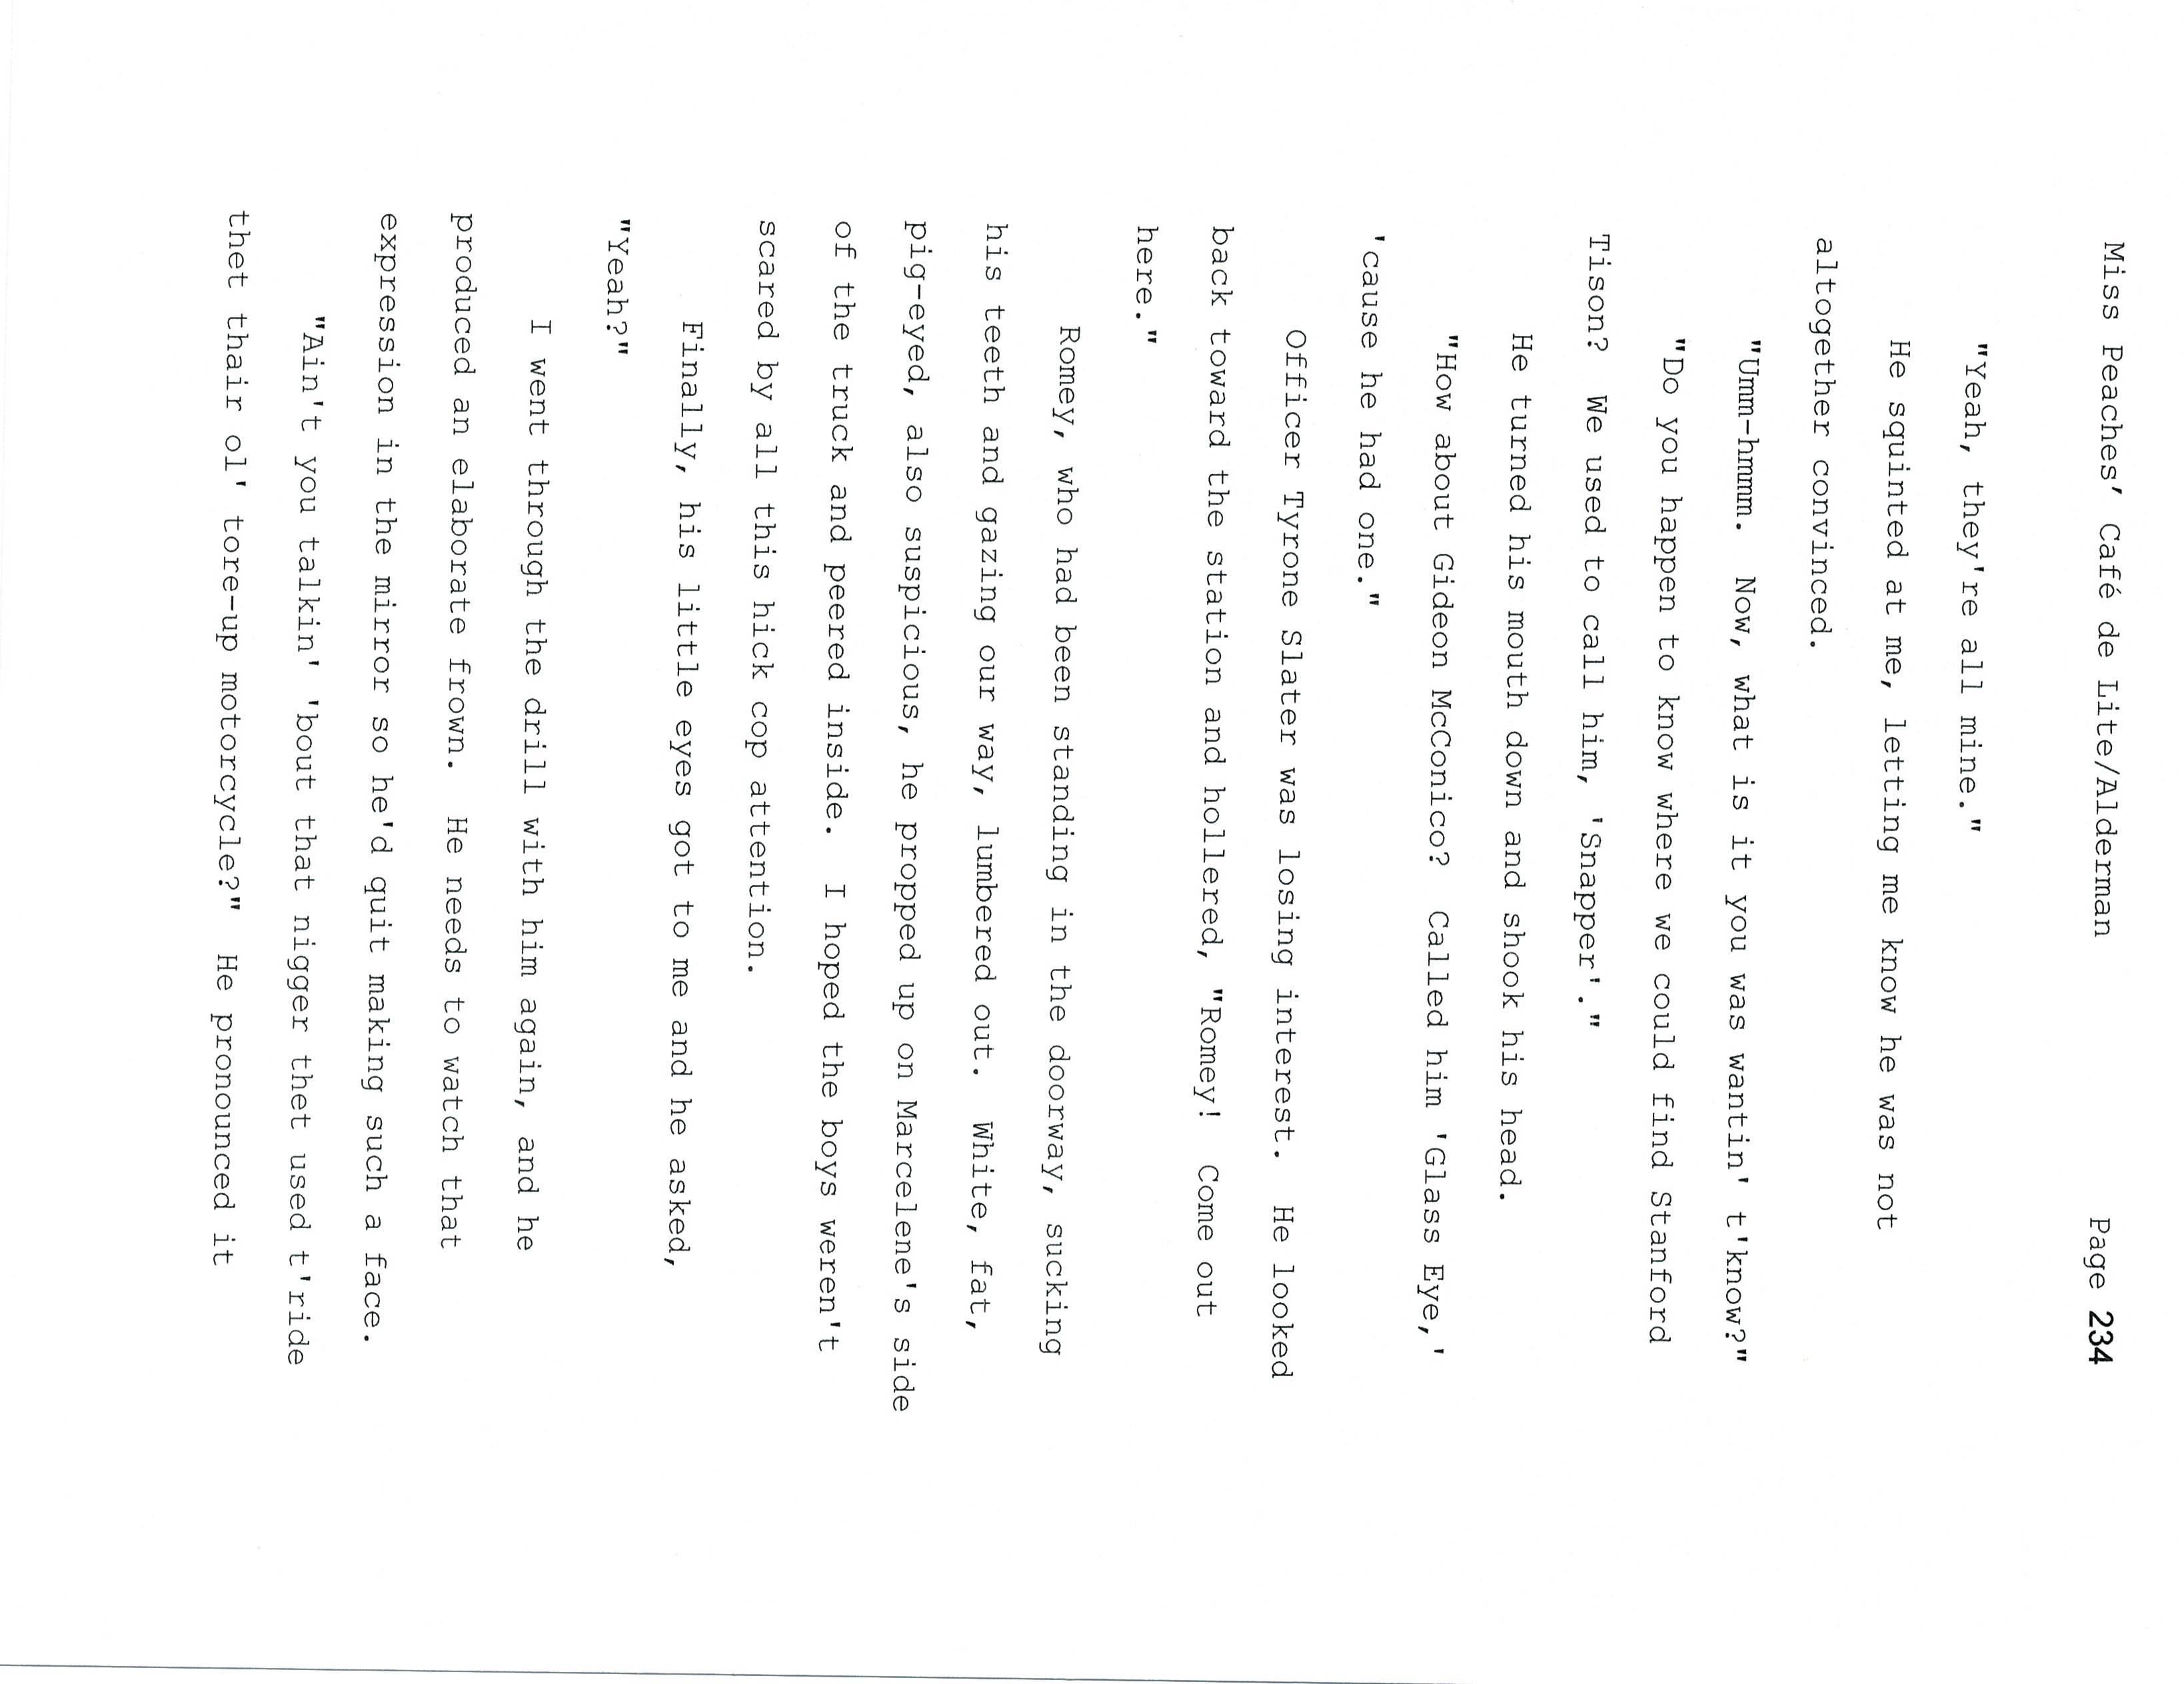 Miss Peaches' Café de Lite/Alderman Page 234
"Yeah, they're all mine."
He squinted at me, letting me know he was not
altogether convinced.
"Umm-hmmm. Now, what is it you was wantin' t'know?"
"Do you happen to know where we could find Stanford
Tison? We used to call him, 'Snapper'."
He turned his mouth down and shook his head.
"How about Gideon McConico? Called him 'Glass Eye,'
'cause he had one."
Officer Tyrone Slater was losing interest. He looked
back toward the station and hollered, "Romey! Come out
here."
Romey, who had been standing in the doorway, sucking
his teeth and gazing our way, lumbered out. White, fat,
pig-eyed, also suspicious, he propped up on Marcelene's side
of the truck and peered inside. I hoped the boys weren't
scared by all this hick cop attention.
Finally, his little eyes got to me and he asked,
"Yeah?"
I went through the drill with him again, and he
produced an elaborate frown. He needs to watch that
expression in the mirror so he'd quit making such a face.
"Ain't you talkin' 'bout that nigger thet used t'ride
thet thair ol' tore-up motorcycle?" He pronounced it